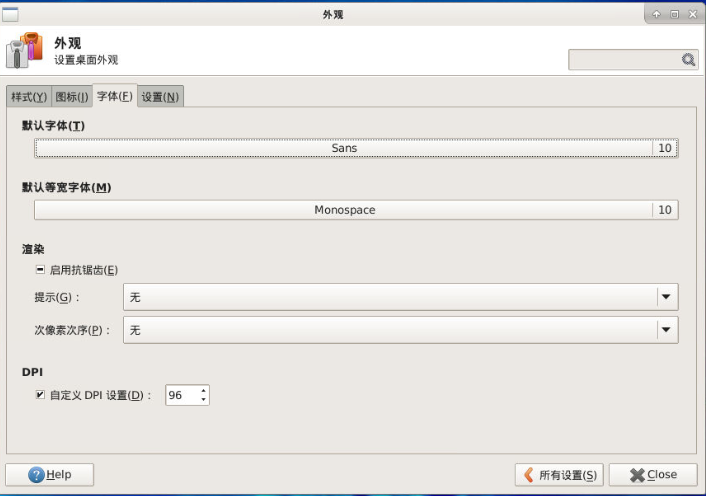 外观
外观
设置桌面外观
样式(Y) 图标(I) 字体(F) 设置(N)
默认字体(T)
Sans 10
默认等宽字体(M)
Monospace 10
渲染
启用抗锯齿(E)
提示(G)： 无
次像素次序(P)： 无
DPI
自定义 DPI 设置(D)： 96
Help 所有设置(S) Close